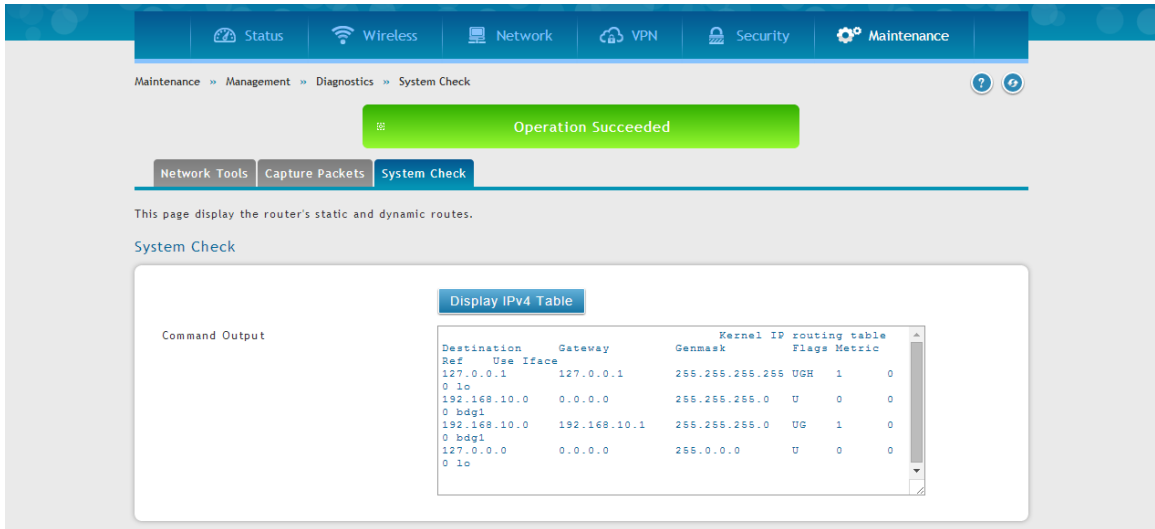 Status Wireless Network VPN Security Maintenance
Maintenance » Management » Diagnostics » System Check
?
Operation Succeeded
Network Tools Capture Packets System Check
This page display the router's static and dynamic routes.
System Check
Display IPv4 Table
Command Output
Kernel IP routing table
Destination Gateway Genmask Flags Metric
Ref Use Iface
127.0.0.1 127.0.0.1 255.255.255.255 UGH 1 0
0 lo
192.168.10.0 0.0.0.0 255.255.255.0 U 0 0
0 bdg1
192.168.10.0 192.168.10.1 255.255.255.0 UG 1 0
0 bdg1
127.0.0.0 0.0.0.0 255.0.0.0 U 0 0
0 lo